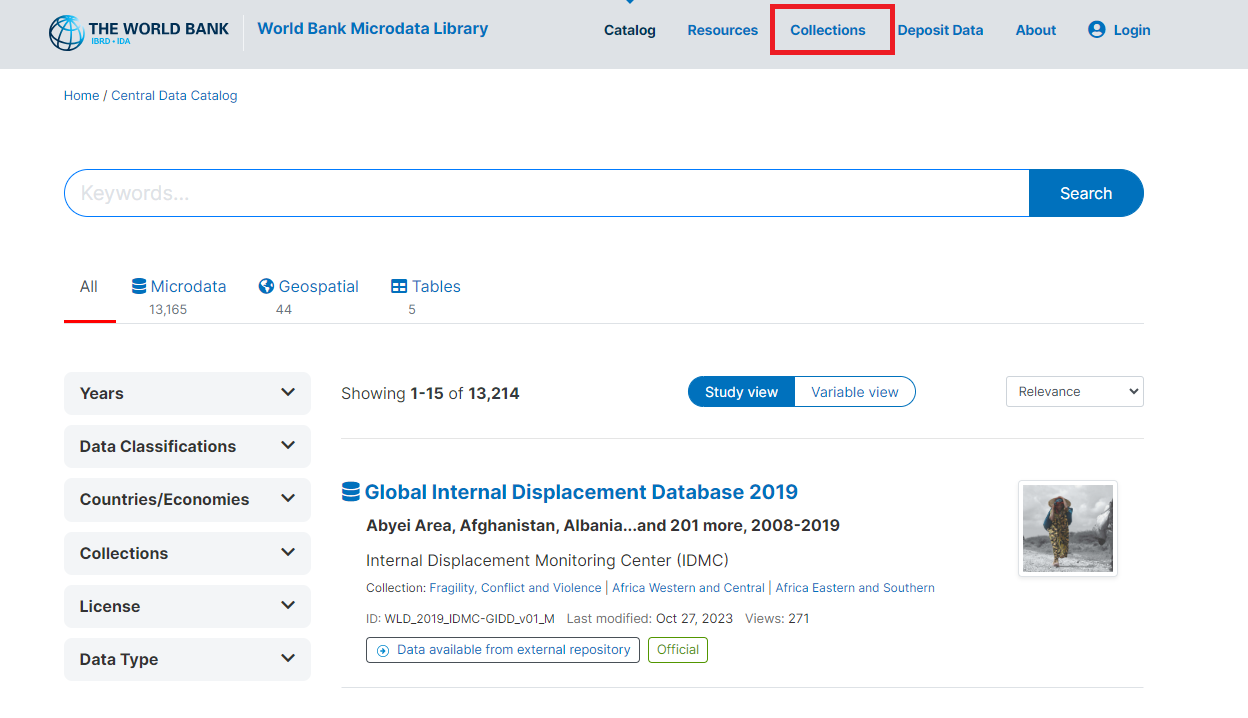 THE WORLD BANK
IBRD • IDA
World Bank Microdata Library
Catalog Resources Collections Deposit Data About Login
Home / Central Data Catalog
Keywords...
Search
All Microdata Geospatial Tables
13,165 44 5
Years
Showing 1-15 of 13,214
Study view Variable view
Relevance
Data Classifications
Countries/Economies
Collections
License
Data Type
Global Internal Displacement Database 2019
Abyei Area, Afghanistan, Albania...and 201 more, 2008-2019
Internal Displacement Monitoring Center (IDMC)
Collection: Fragility, Conflict and Violence | Africa Western and Central | Africa Eastern and Southern
ID: WLD_2019_IDMC-GIDD_v01_M Last modified: Oct 27, 2023 Views: 271
Data available from external repository Official